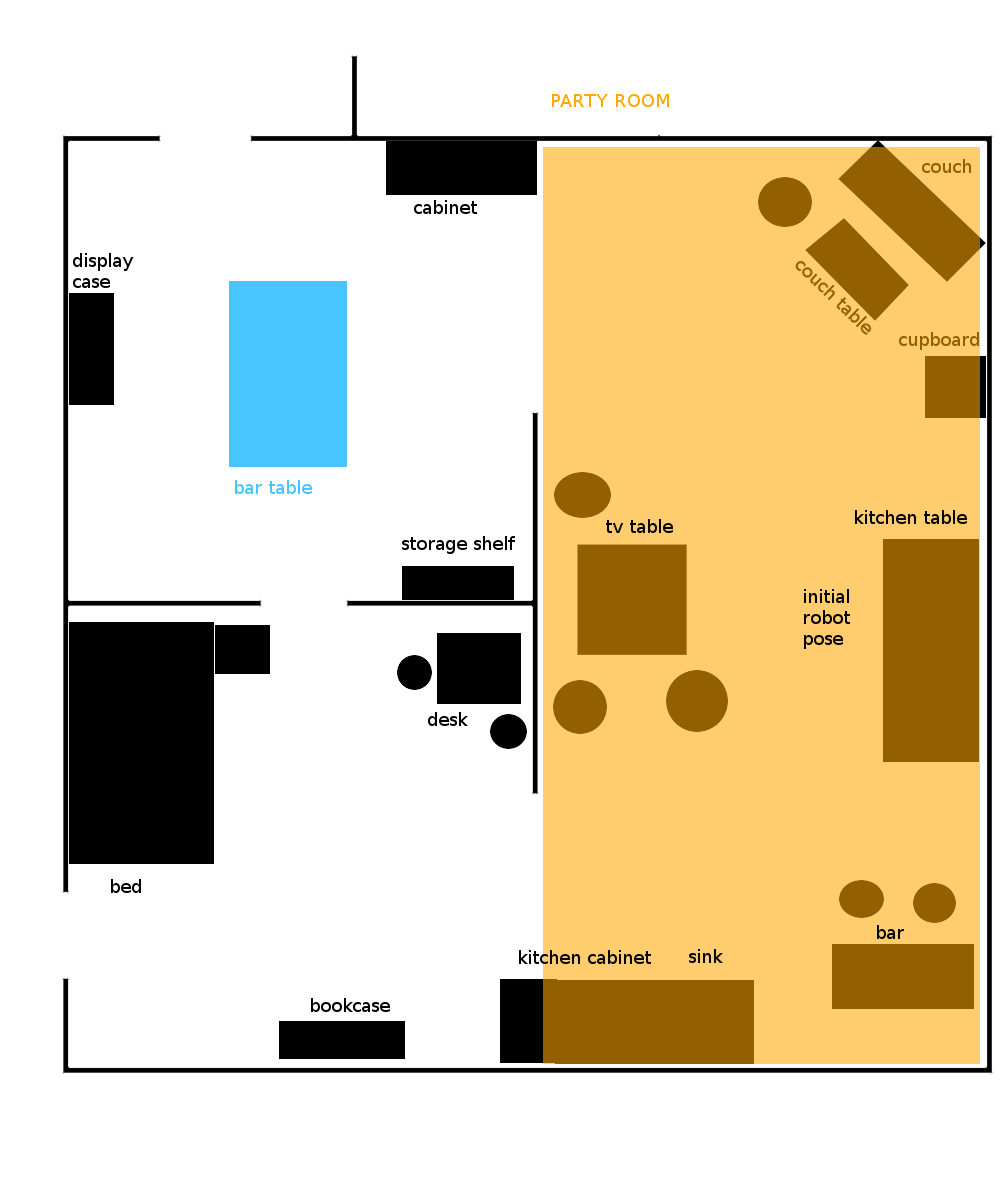 PARTY ROOM
couch
cabinet
display
case
couch table
cupboard
bar table
kitchen table
tv table
storage shelf
initial
robot
pose
desk
bed
bar
kitchen cabinet
sink
bookcase